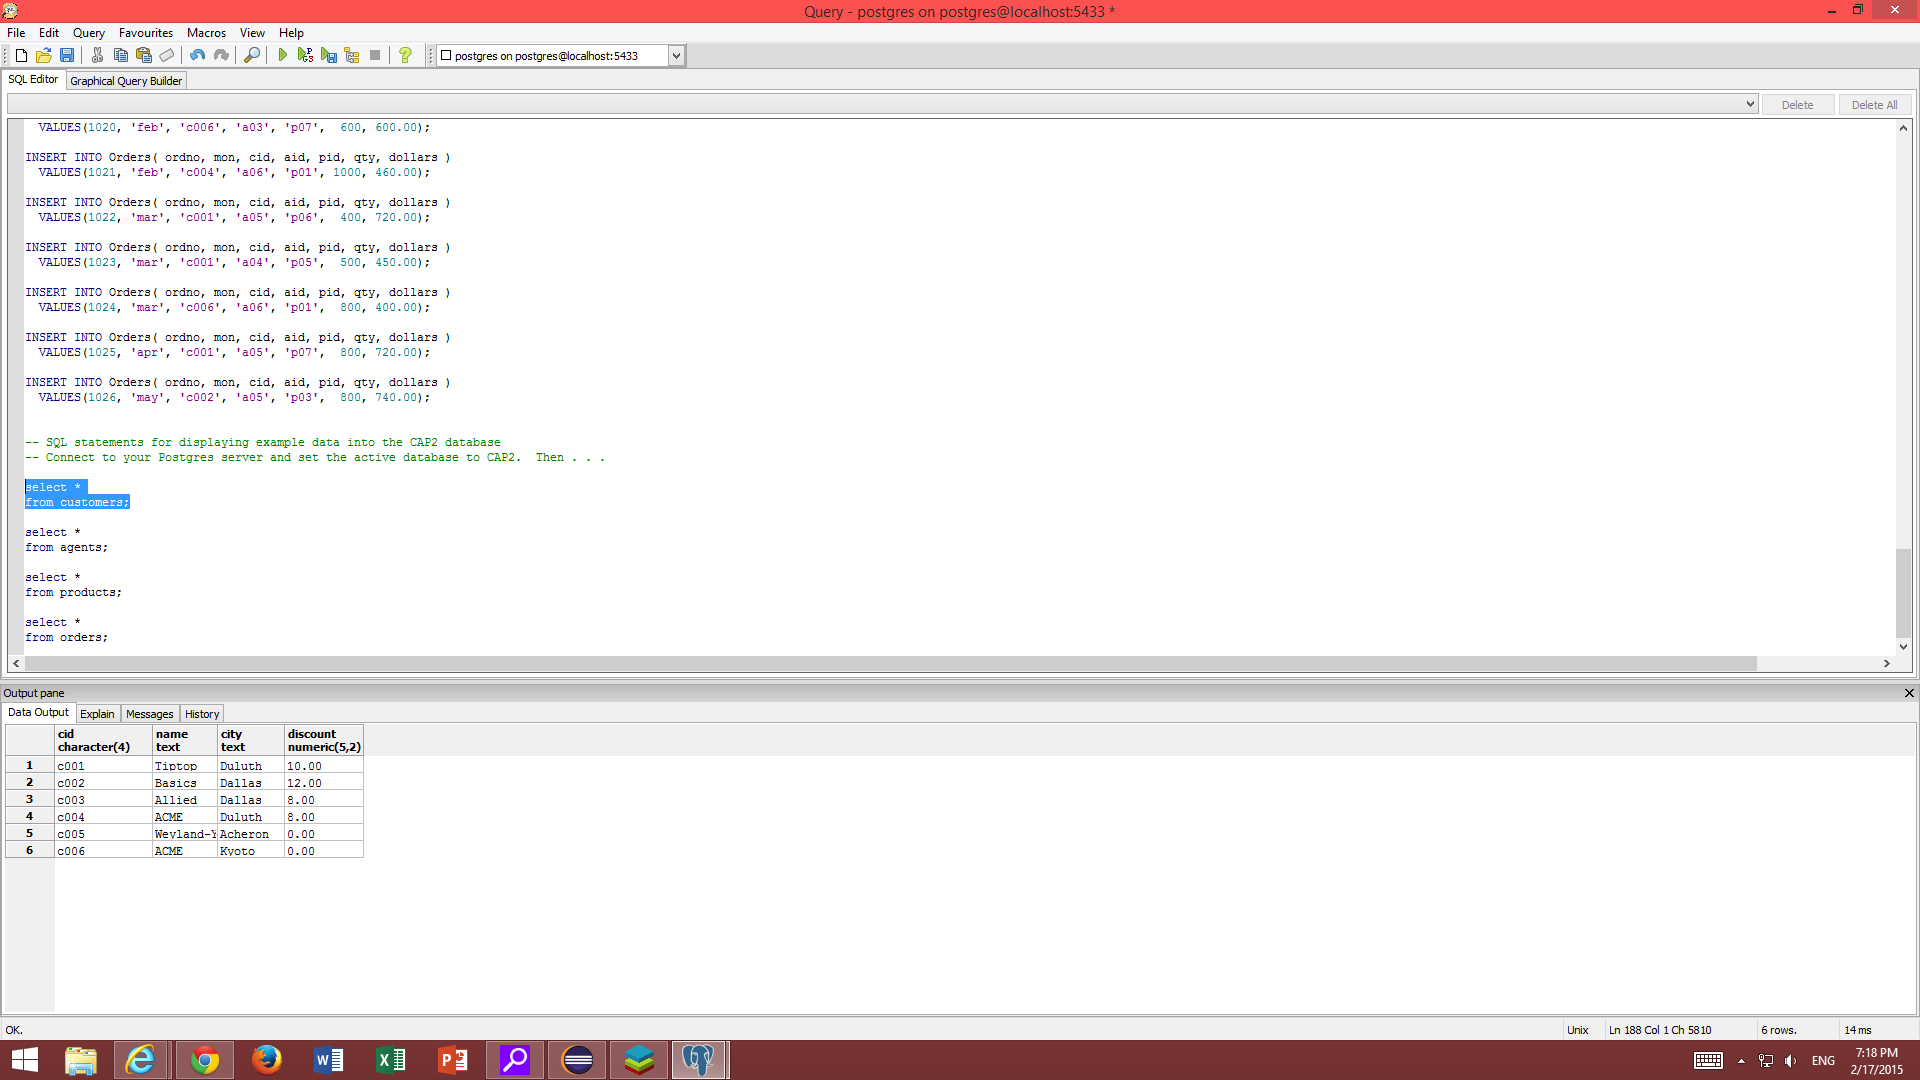 Query - postgres on postgres@localhost:5433 *
File Edit Query Favourites Macros View Help
postgres on postgres@localhost:5433
SQL Editor Graphical Query Builder
Delete Delete All
VALUES(1020, 'feb', 'c006', 'a03', 'p07',  600, 600.00);
INSERT INTO Orders( ordno, mon, cid, aid, pid, qty, dollars )
VALUES(1021, 'feb', 'c004', 'a06', 'p01', 1000, 460.00);
INSERT INTO Orders( ordno, mon, cid, aid, pid, qty, dollars )
VALUES(1022, 'mar', 'c001', 'a05', 'p06',  400, 720.00);
INSERT INTO Orders( ordno, mon, cid, aid, pid, qty, dollars )
VALUES(1023, 'mar', 'c001', 'a04', 'p05',  500, 450.00);
INSERT INTO Orders( ordno, mon, cid, aid, pid, qty, dollars )
VALUES(1024, 'mar', 'c006', 'a06', 'p01',  800, 400.00);
INSERT INTO Orders( ordno, mon, cid, aid, pid, qty, dollars )
VALUES(1025, 'apr', 'c001', 'a05', 'p07',  800, 720.00);
INSERT INTO Orders( ordno, mon, cid, aid, pid, qty, dollars )
VALUES(1026, 'may', 'c002', 'a05', 'p03',  800, 740.00);
-- SQL statements for displaying example data into the CAP2 database
-- Connect to your Postgres server and set the active database to CAP2.  Then . . .
select *
from customers;
select *
from agents;
select *
from products;
select *
from orders;
Output pane
Data Output Explain Messages History
cid name city discount
character(4) text text numeric(5,2)
1 c001 Tiptop Duluth 10.00
2 c002 Basics Dallas 12.00
3 c003 Allied Dallas 8.00
4 c004 ACME Duluth 8.00
5 c005 Weyland-Y Acheron 0.00
6 c006 ACME Kyoto 0.00
OK. Unix Ln 188 Col 1 Ch 5810 6 rows. 14 ms
ENG 7:18 PM
2/17/2015